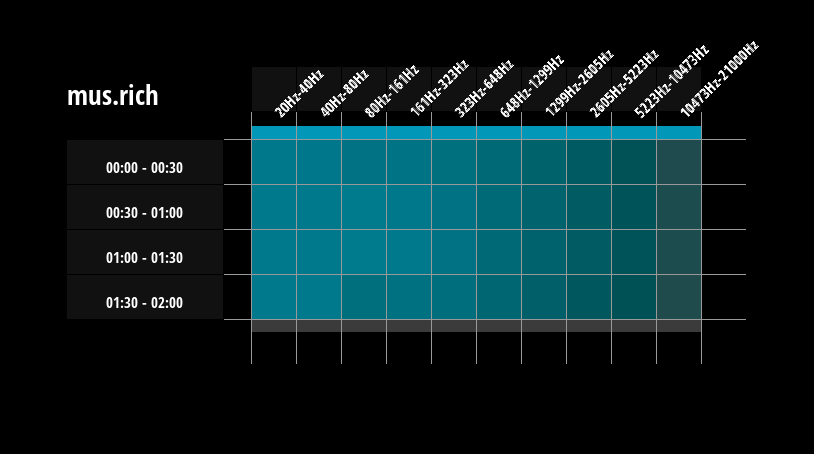 mus.rich
20Hz-40Hz
40Hz-80Hz
80Hz-161Hz
161Hz-323Hz
323Hz-648Hz
648Hz-1299Hz
1299Hz-2605Hz
2605Hz-5223Hz
5223Hz-10473Hz
10473Hz-21000Hz
00:00 - 00:30
00:30 - 01:00
01:00 - 01:30
01:30 - 02:00